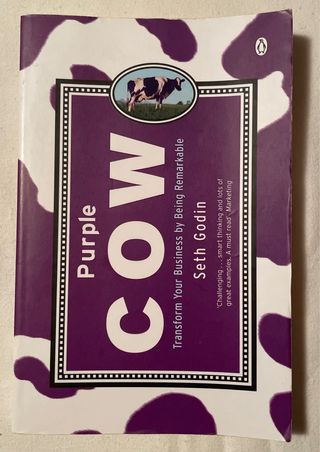 Purple
COW
Transform Your Business by Being Remarkable
Seth Godin
'Challenging ... smart thinking and lots of
great examples. A must read' Marketing